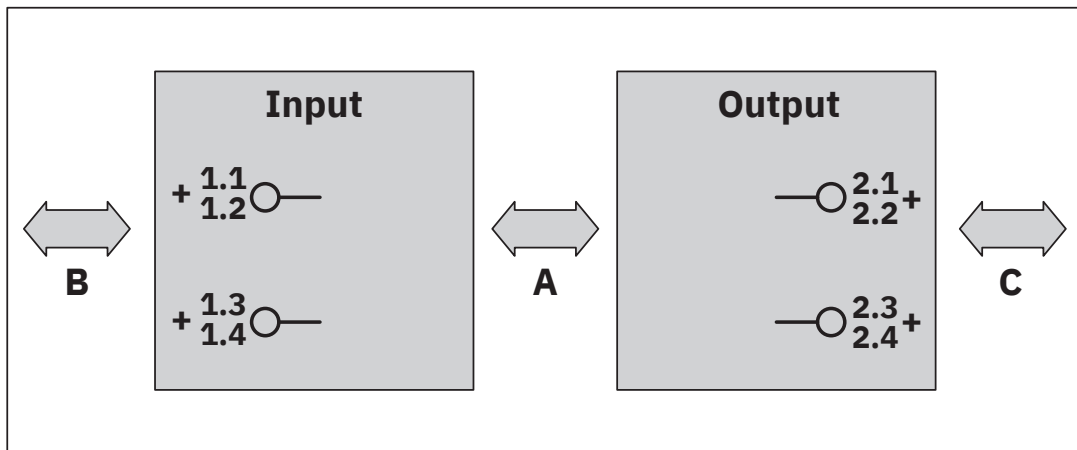 Input
+ 1.1
1.2
+ 1.3
1.4
B
A
Output
2.1 +
2.2
2.3 +
2.4
C